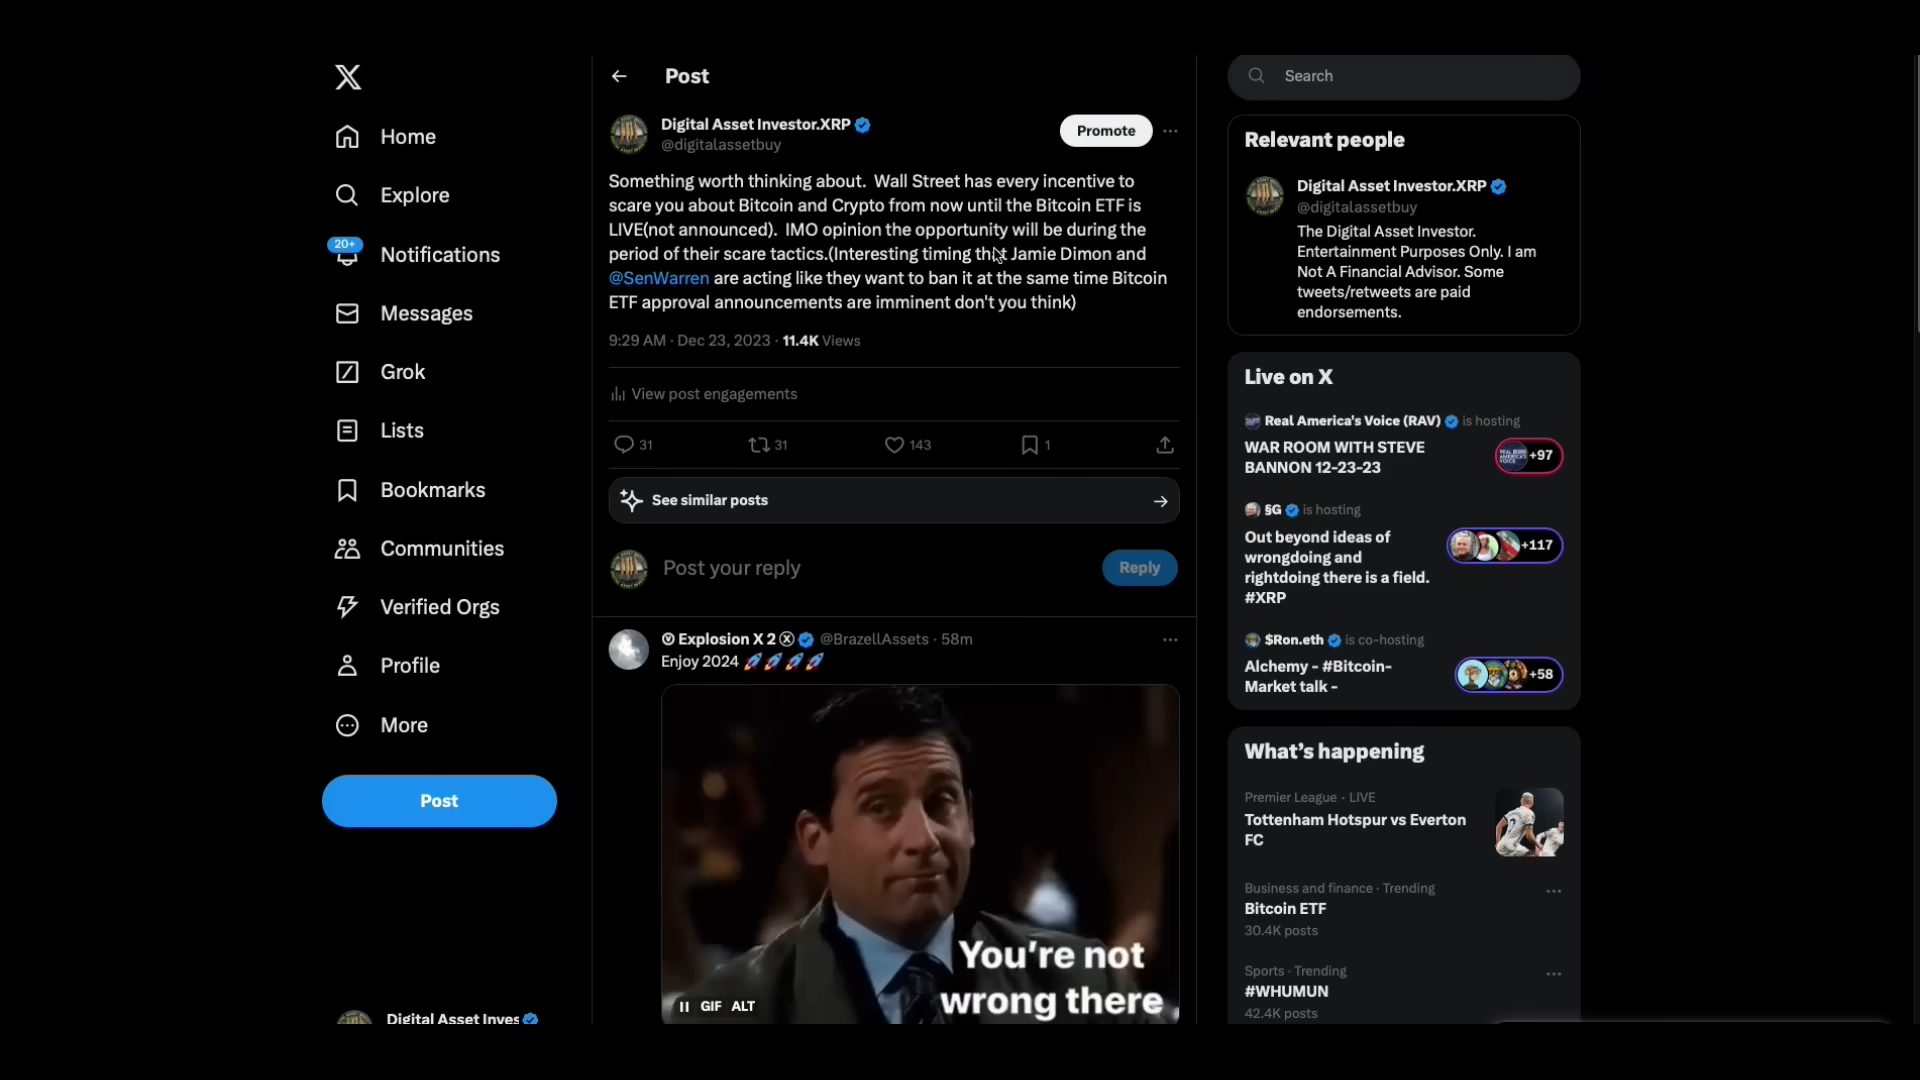 Home
Explore
20+
Notifications
Messages
Grok
Lists
Bookmarks
Communities
Verified Orgs
Profile
More
Post
Digital Asset Inves
Post
Digital Asset Investor.XRP
@digitalassetbuy
Promote
Something worth thinking about.  Wall Street has every incentive to
scare you about Bitcoin and Crypto from now until the Bitcoin ETF is
LIVE(not announced).  IMO opinion the opportunity will be during the
period of their scare tactics.(Interesting timing that Jamie Dimon and
@SenWarren are acting like they want to ban it at the same time Bitcoin
ETF approval announcements are imminent don't you think)
9:29 AM · Dec 23, 2023 · 11.4K Views
View post engagements
31 31 143 1
See similar posts
Post your reply
Reply
Ⓥ Explosion X 2 Ⓧ @BrazellAssets · 58m
Enjoy 2024 🚀🚀🚀🚀
You're not
wrong there
GIF ALT
Search
Relevant people
Digital Asset Investor.XRP
@digitalassetbuy
The Digital Asset Investor.
Entertainment Purposes Only. I am
Not A Financial Advisor. Some
tweets/retweets are paid
endorsements.
Live on X
Real America's Voice (RAV) is hosting
WAR ROOM WITH STEVE
BANNON 12-23-23
+97
§G is hosting
Out beyond ideas of
wrongdoing and
rightdoing there is a field.
#XRP
+117
$Ron.eth is co-hosting
Alchemy - #Bitcoin-
Market talk -
+58
What's happening
Premier League · LIVE
Tottenham Hotspur vs Everton
FC
Business and finance · Trending
Bitcoin ETF
30.4K posts
Sports · Trending
#WHUMUN
42.4K posts